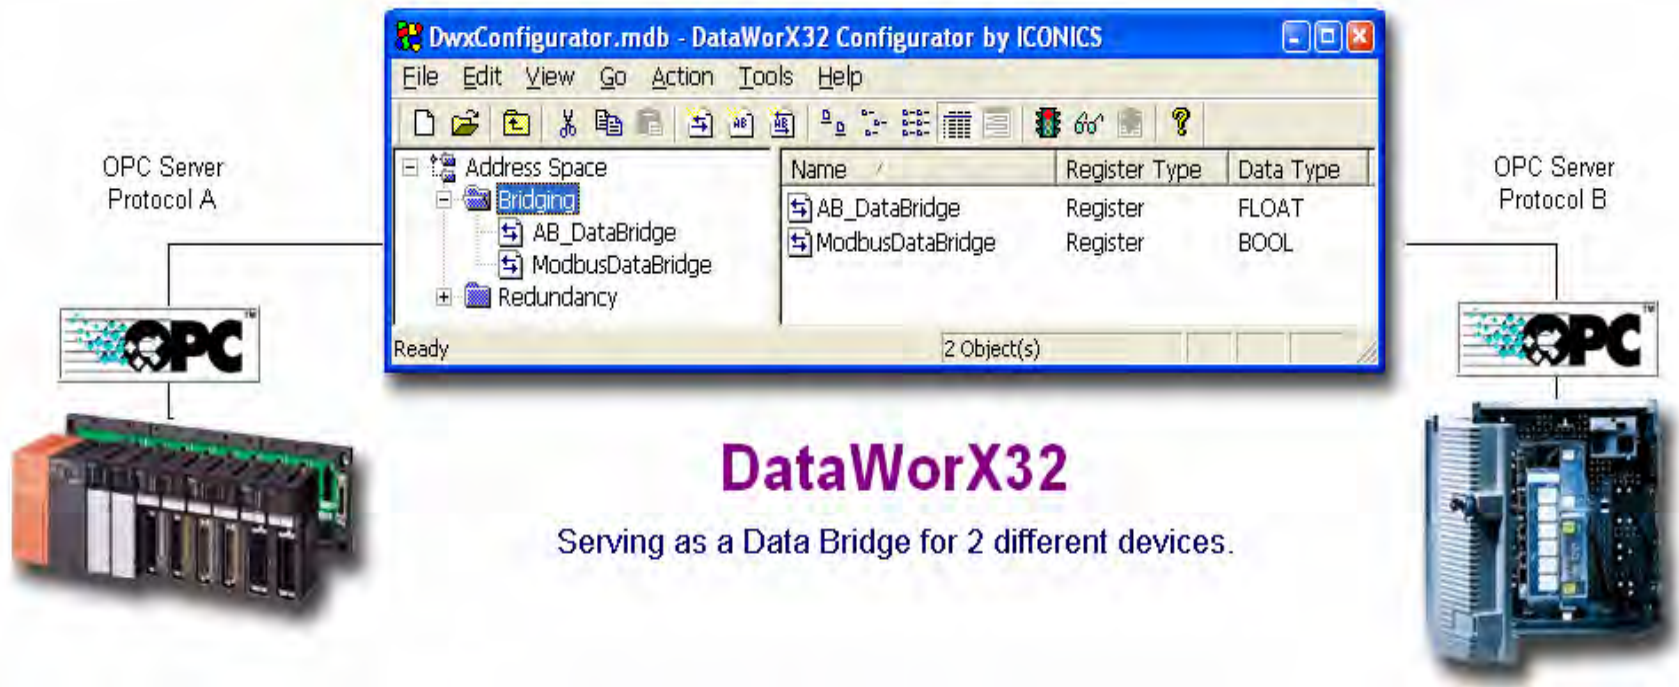 DwxConfigurator.mdb - DataWorX32 Configurator by ICONICS
File Edit View Go Action Tools Help
OPC Server
Protocol A
Address Space
Bridging
AB_DataBridge
ModbusDataBridge
Redundancy
Name Register Type Data Type
AB_DataBridge Register FLOAT
ModbusDataBridge Register BOOL
Ready 2 Object(s)
OPC Server
Protocol B
OPC™
OPC™
DataWorX32
Serving as a Data Bridge for 2 different devices.